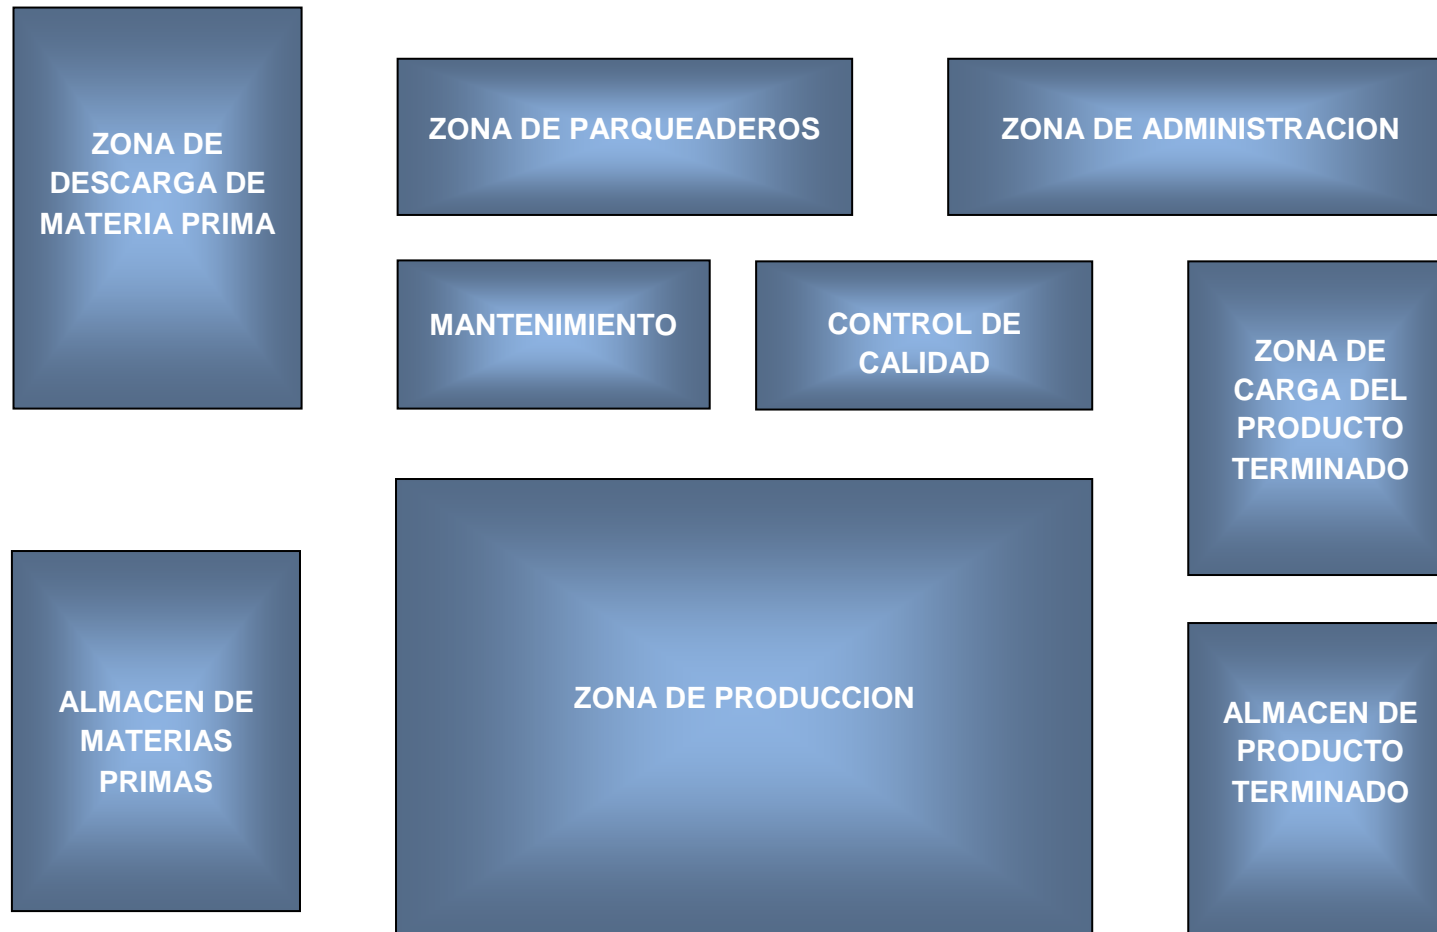 ZONA DE
DESCARGA DE
MATERIA PRIMA
ZONA DE PARQUEADEROS
ZONA DE ADMINISTRACION
MANTENIMIENTO
CONTROL DE
CALIDAD
ZONA DE
CARGA DEL
PRODUCTO
TERMINADO
ALMACEN DE
MATERIAS
PRIMAS
ZONA DE PRODUCCION
ALMACEN DE
PRODUCTO
TERMINADO